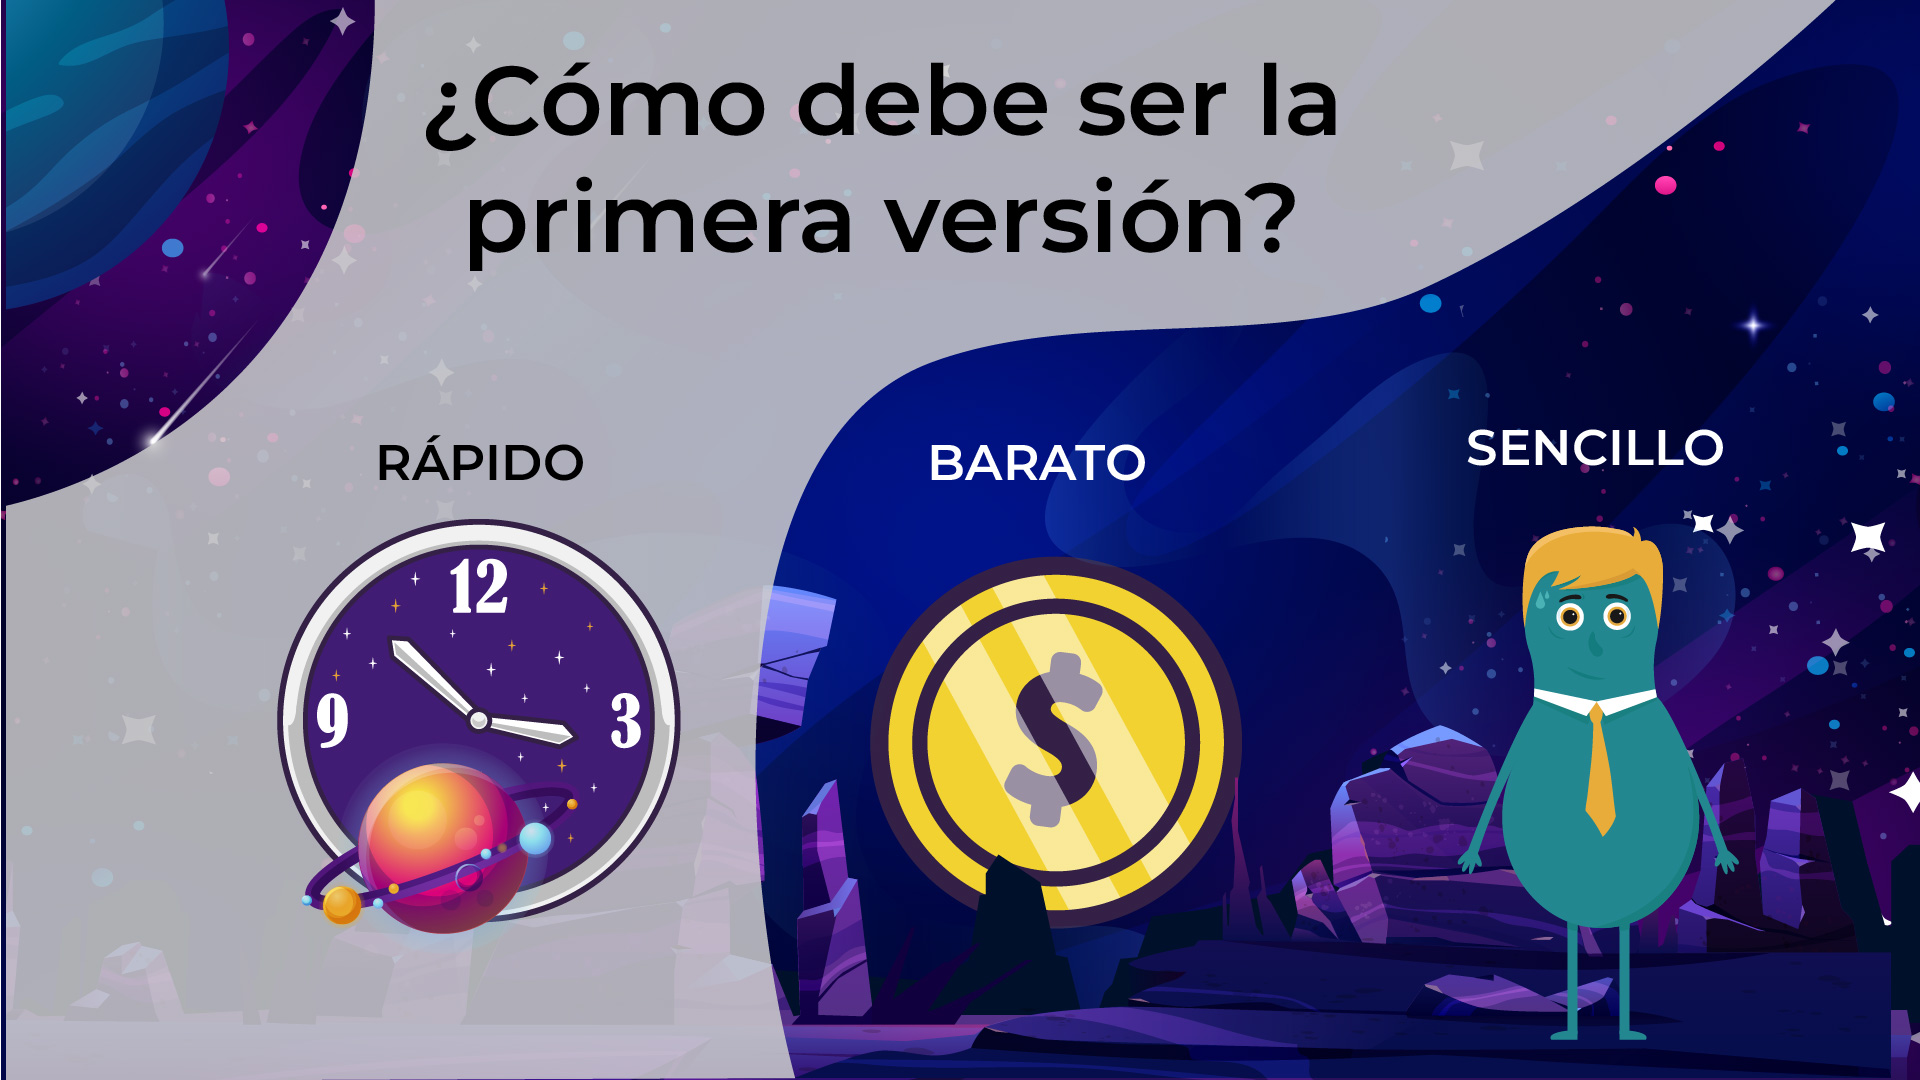 ¿Cómo debe ser la
primera versión?
RÁPIDO
BARATO
SENCILLO
12
9
3
$